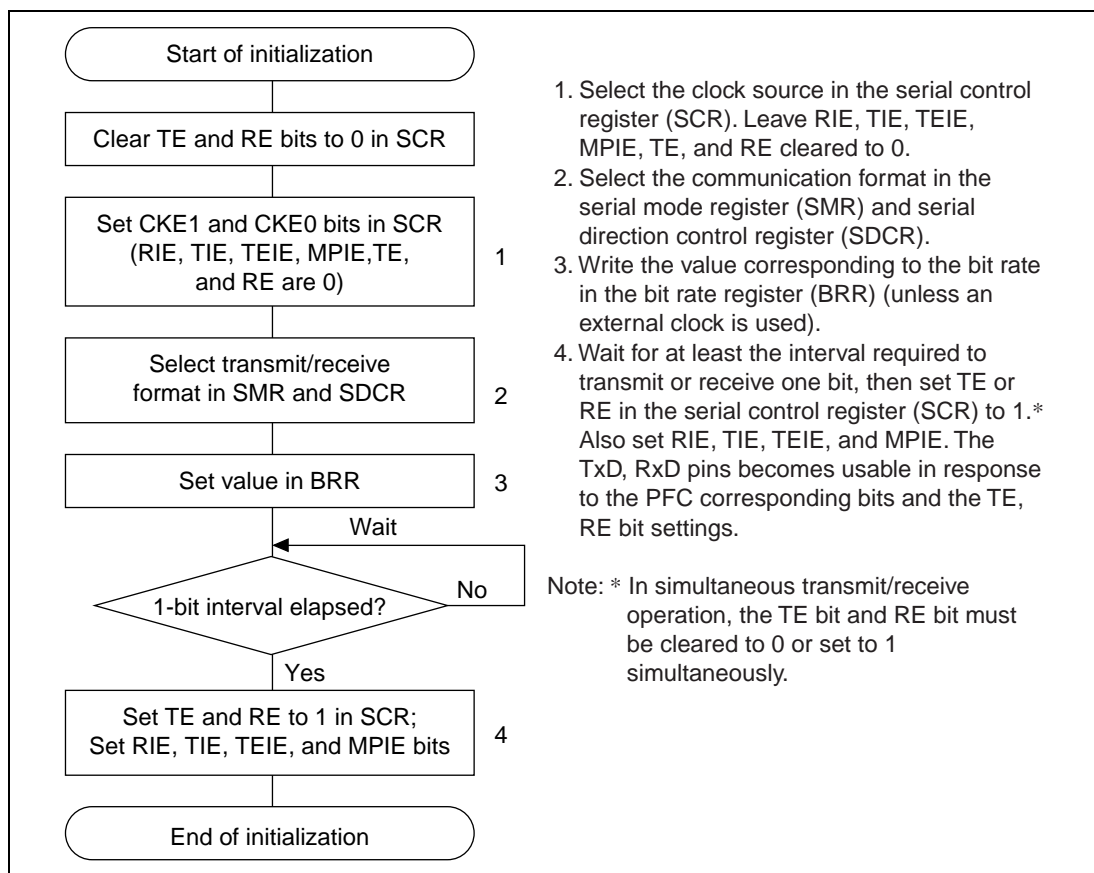 Start of initialization
Clear TE and RE bits to 0 in SCR
Set CKE1 and CKE0 bits in SCR
(RIE, TIE, TEIE, MPIE,TE,
and RE are 0)
1
Select transmit/receive
format in SMR and SDCR
2
Set value in BRR
3
Wait
1-bit interval elapsed?
No
Yes
Set TE and RE to 1 in SCR;
Set RIE, TIE, TEIE, and MPIE bits
4
End of initialization
1. Select the clock source in the serial control
register (SCR). Leave RIE, TIE, TEIE,
MPIE, TE, and RE cleared to 0.
2. Select the communication format in the
serial mode register (SMR) and serial
direction control register (SDCR).
3. Write the value corresponding to the bit rate
in the bit rate register (BRR) (unless an
external clock is used).
4. Wait for at least the interval required to
transmit or receive one bit, then set TE or
RE in the serial control register (SCR) to 1.*
Also set RIE, TIE, TEIE, and MPIE. The
TxD, RxD pins becomes usable in response
to the PFC corresponding bits and the TE,
RE bit settings.
Note: * In simultaneous transmit/receive
operation, the TE bit and RE bit must
be cleared to 0 or set to 1
simultaneously.